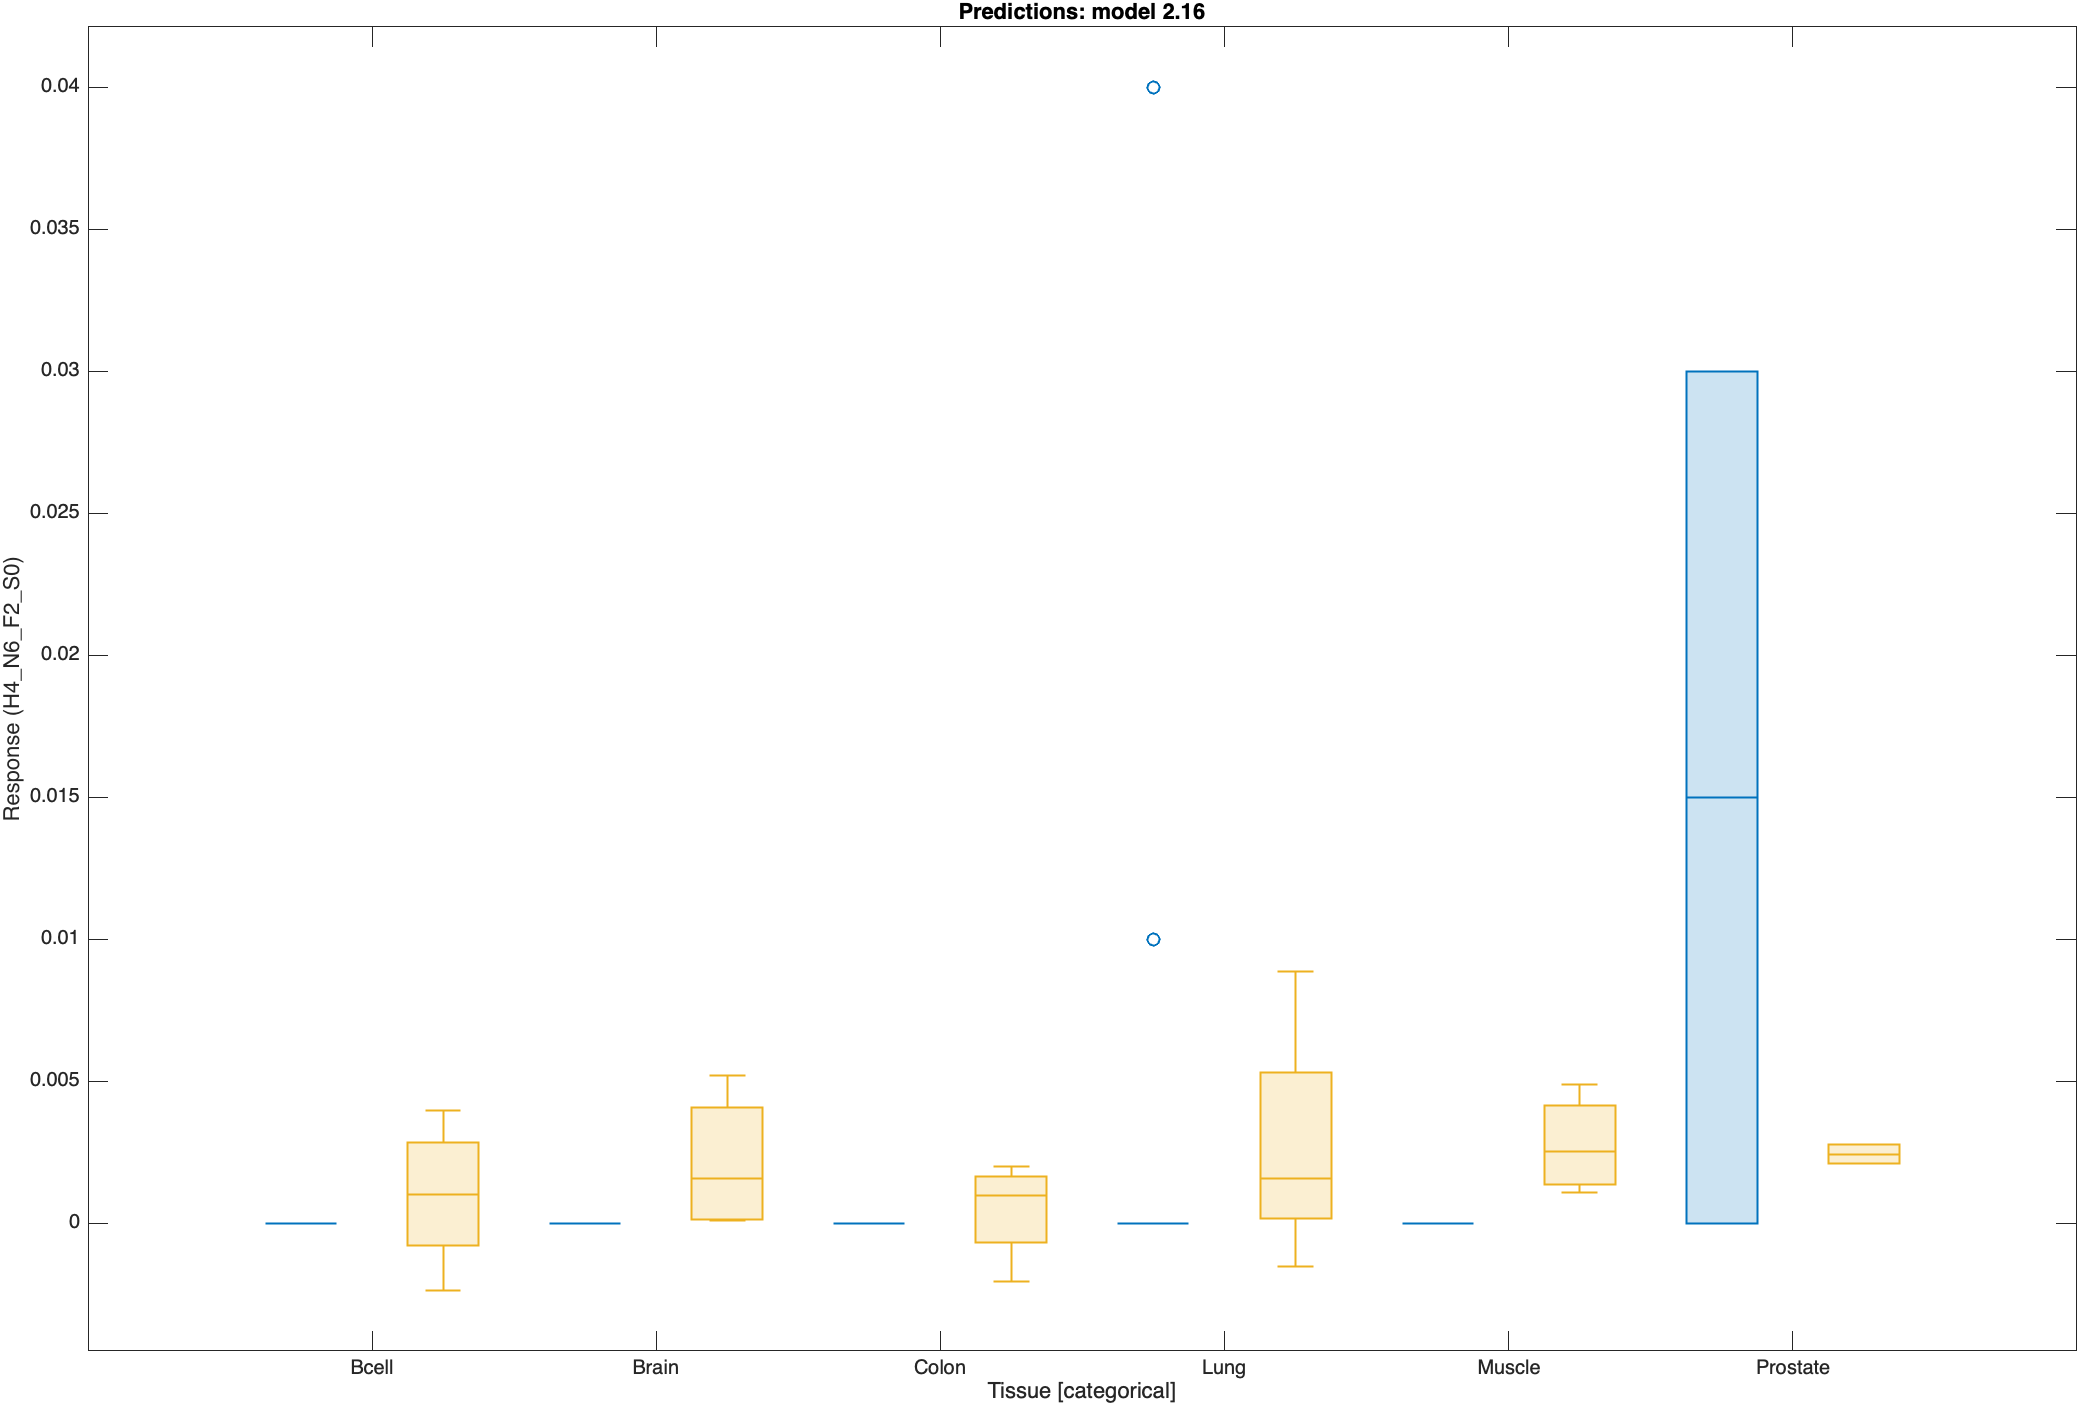 Predictions: model 2.16
0.04
0.035
0.03
0.025
0.02
0.015
0.01
0.005
0
Response (H4_N6_F2_S0)
Bcell Brain Colon Lung Muscle Prostate
Tissue [categorical]